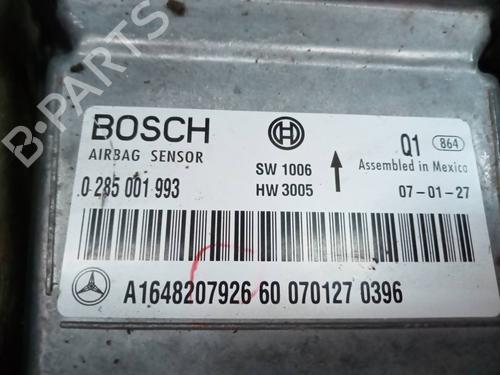 B-PARTS
BOSCH
AIRBAG SENSOR
0 285 001 993
SW 1006
HW 3005
Q1 864
Assembled in Mexico
07-01-27
A1648207926 60 070127 0396